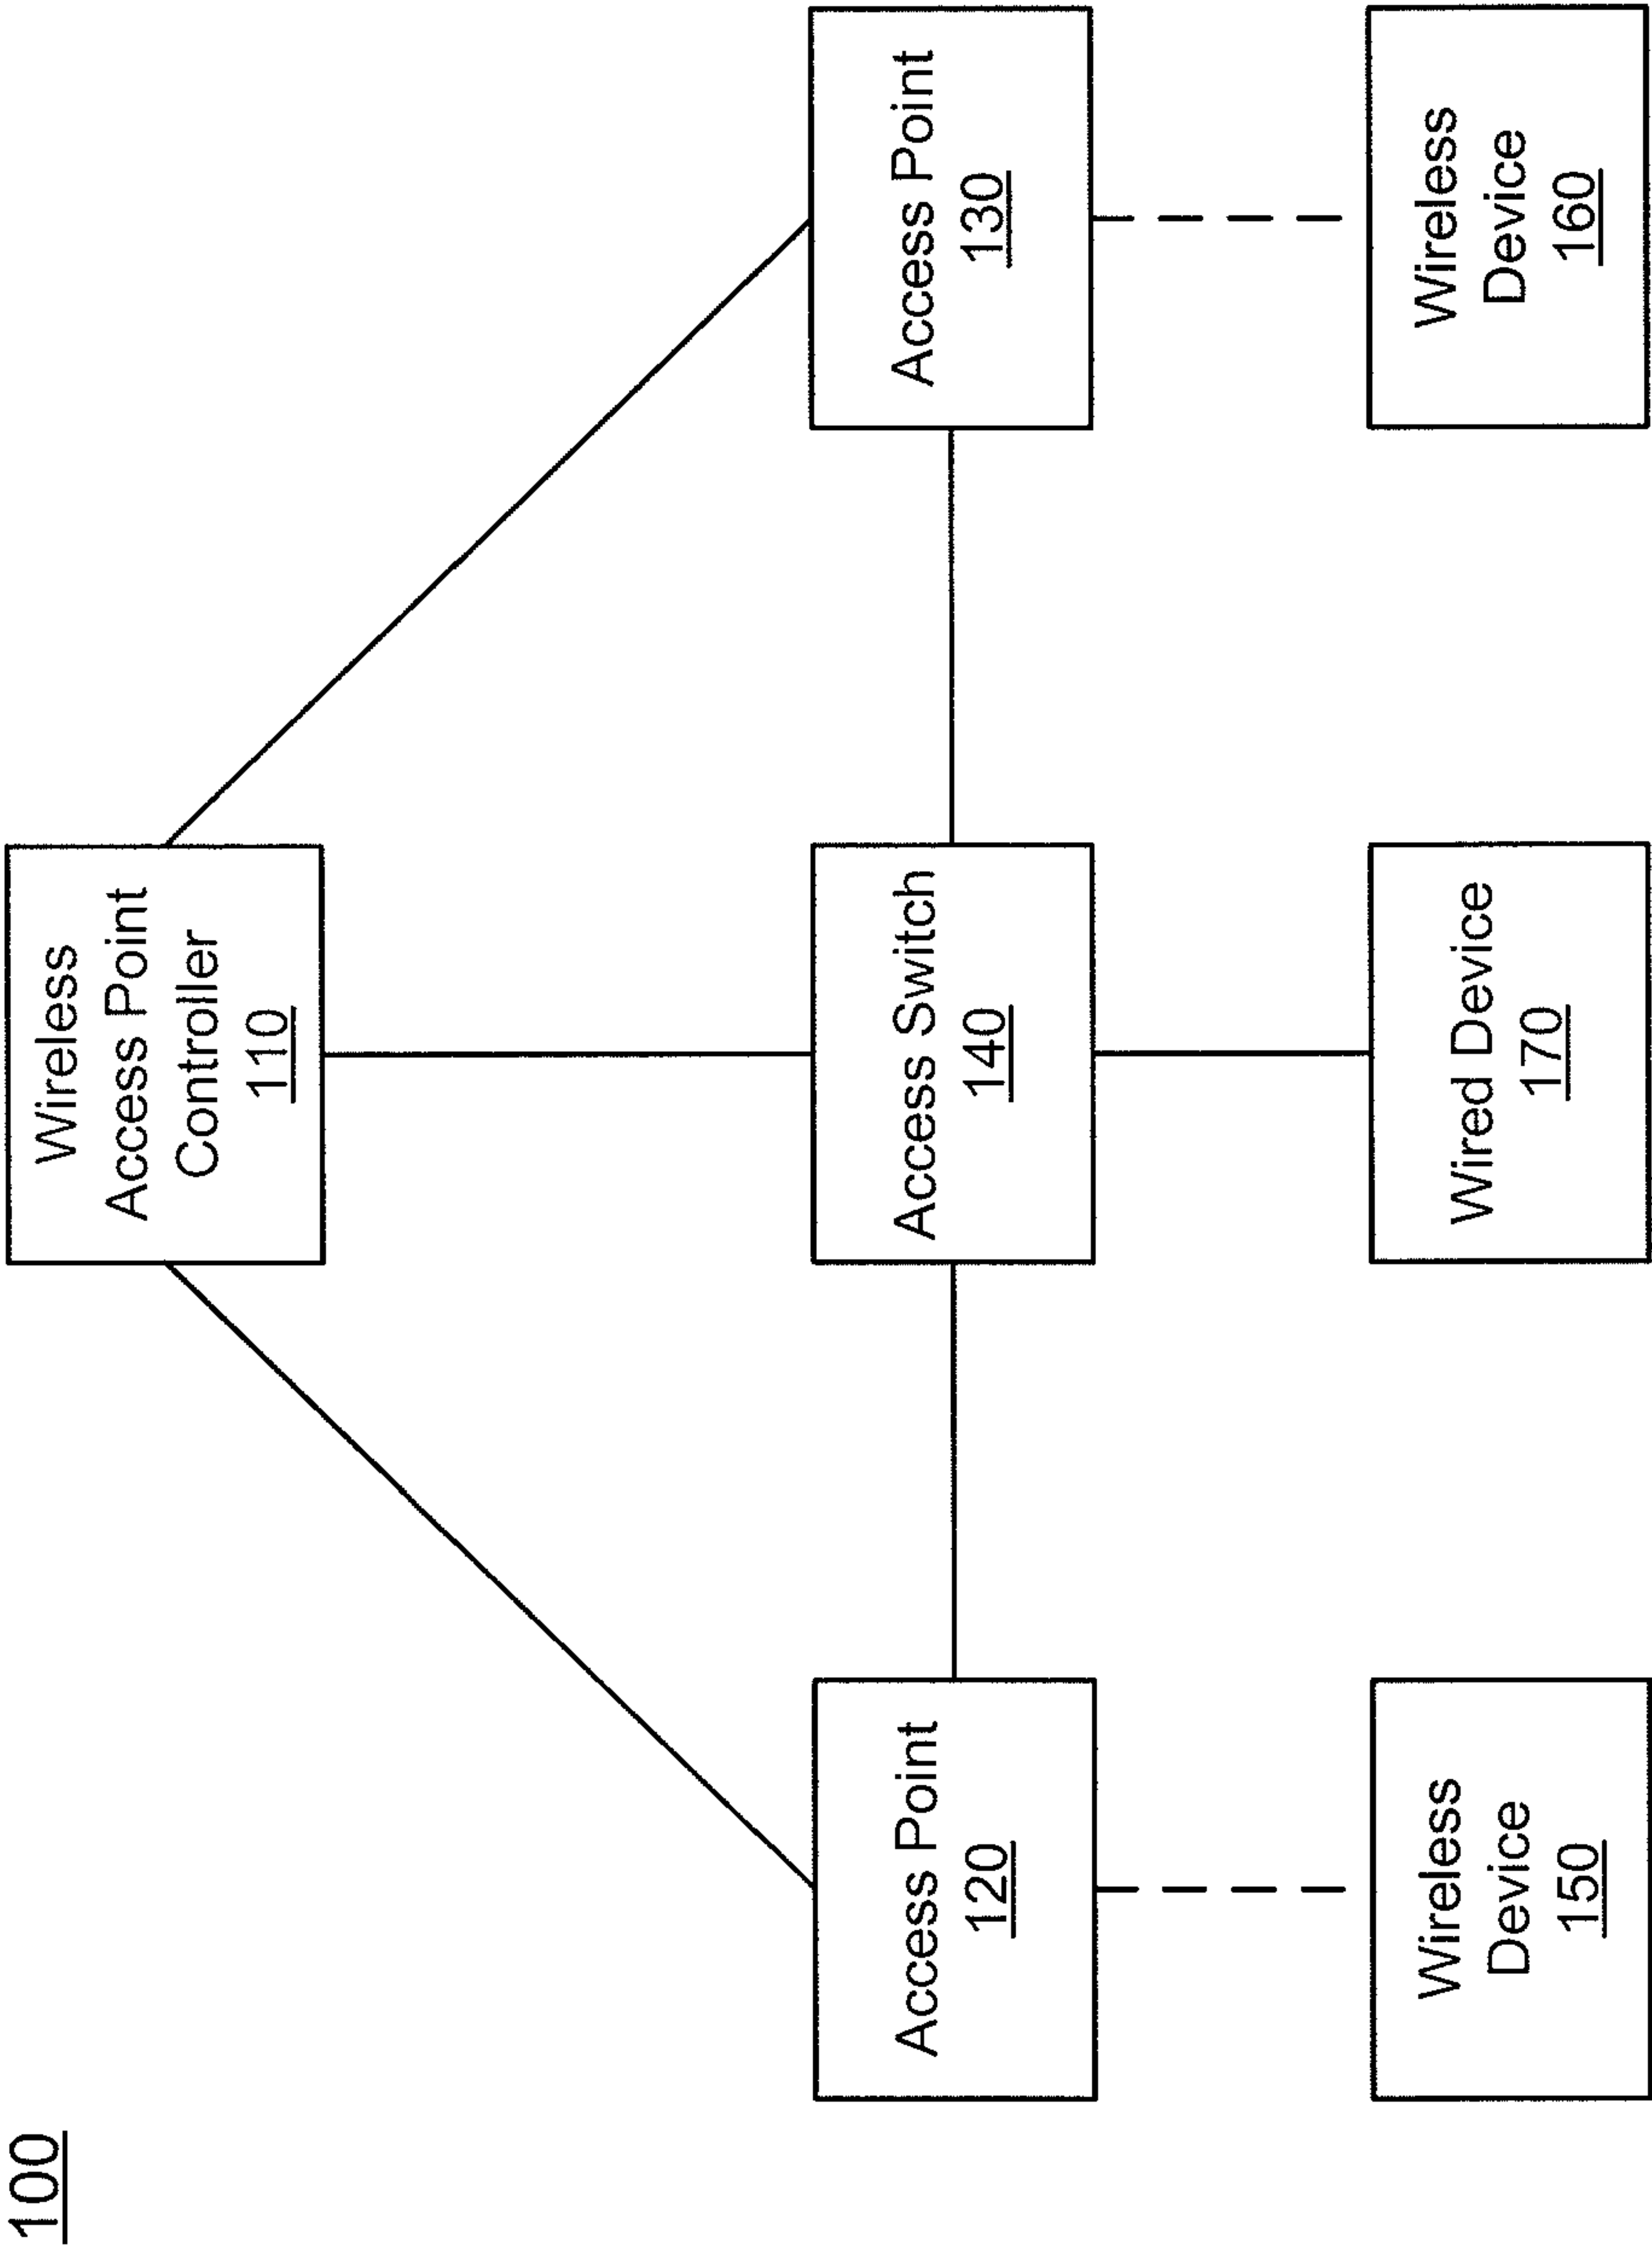 100
Wireless
Access Point
Controller
110
Access Point
120
Access Switch
140
Access Point
130
Wireless
Device
150
Wired Device
170
Wireless
Device
160